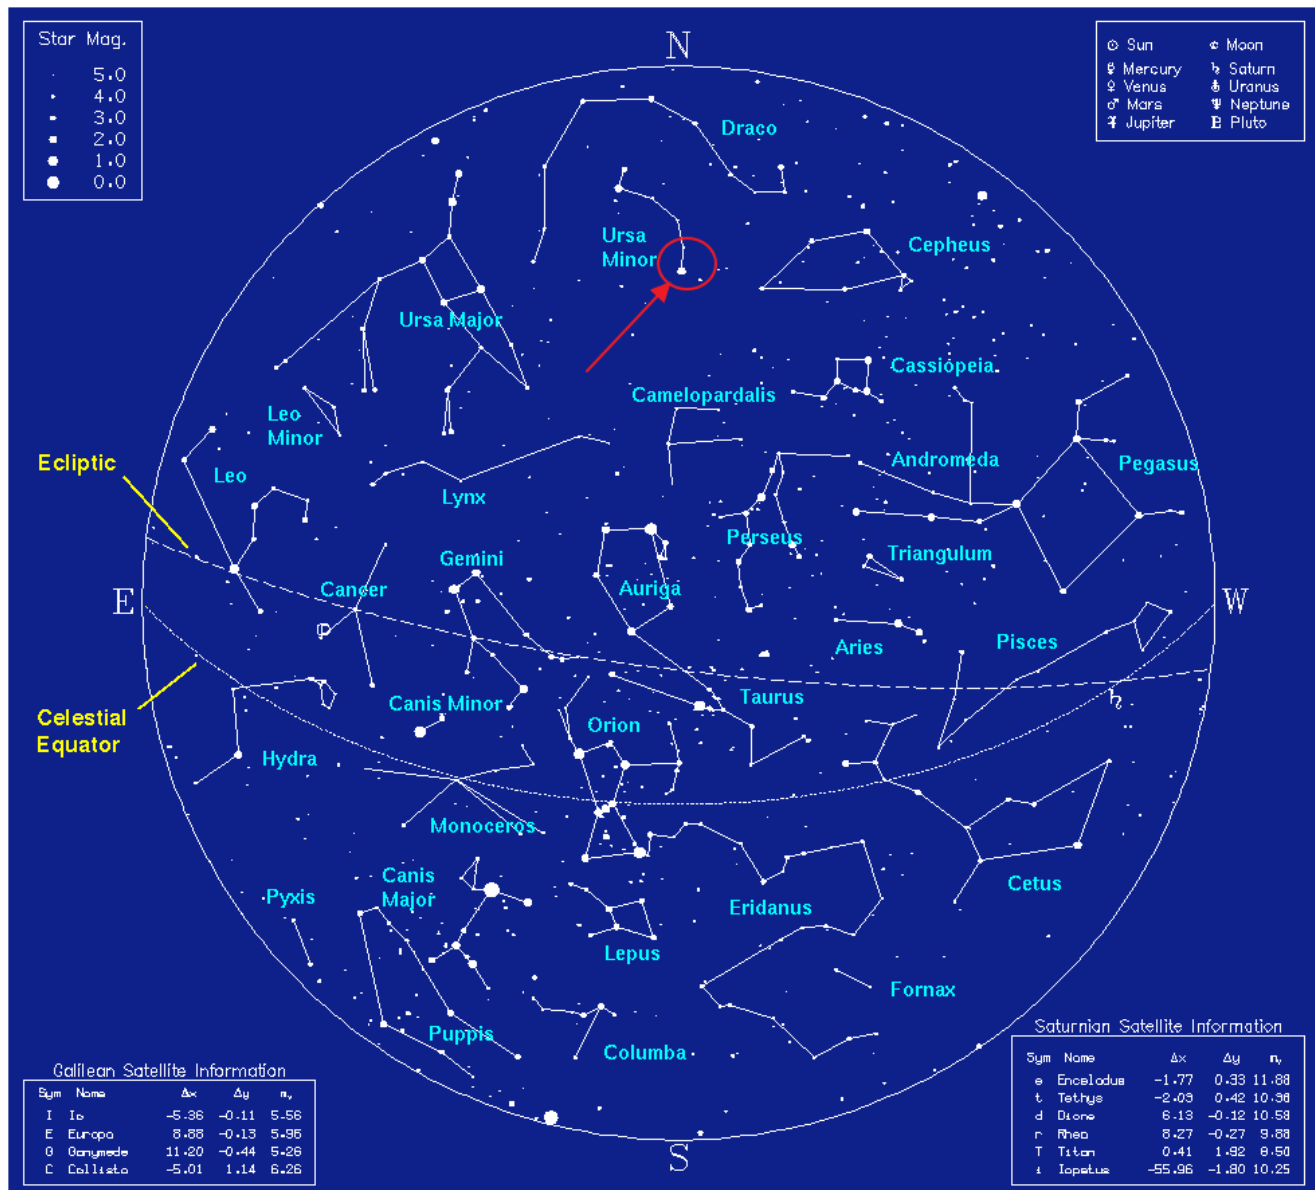 Star Mag.
5.0
4.0
3.0
2.0
1.0
0.0
N
Sun Moon
Mercury Saturn
Venus Uranus
Mars Neptune
Jupiter Pluto
Draco
Ursa
Minor
Cepheus
Ursa Major
Cassiopeia
Camelopardalis
Leo
Minor
Ecliptic
Leo
Lynx
Andromeda
Pegasus
Perseus
Triangulum
Gemini
Cancer
Auriga
E
W
Aries
Pisces
Celestial
Equator
Canis Minor
Taurus
Orion
Hydra
Monoceros
Canis
Major
Pyxis
Cetus
Eridanus
Lepus
Fornax
Puppis
Columba
S
Galilean Satellite Information
Sym Name Δx Δy m,
I Io -5.36 -0.11 5.56
E Europa 8.88 -0.13 5.95
G Ganymede 11.20 -0.44 5.26
C Callisto -5.01 1.14 6.26
Saturnian Satellite Information
Sym Name Δx Δy m,
e Enceladus -1.77 0.33 11.88
t Tethys -2.09 0.42 10.38
d Dione 6.13 -0.12 10.58
r Rhea 8.27 -0.27 9.88
T Titan 0.41 1.92 8.50
i Iapetus -55.96 -1.80 10.25